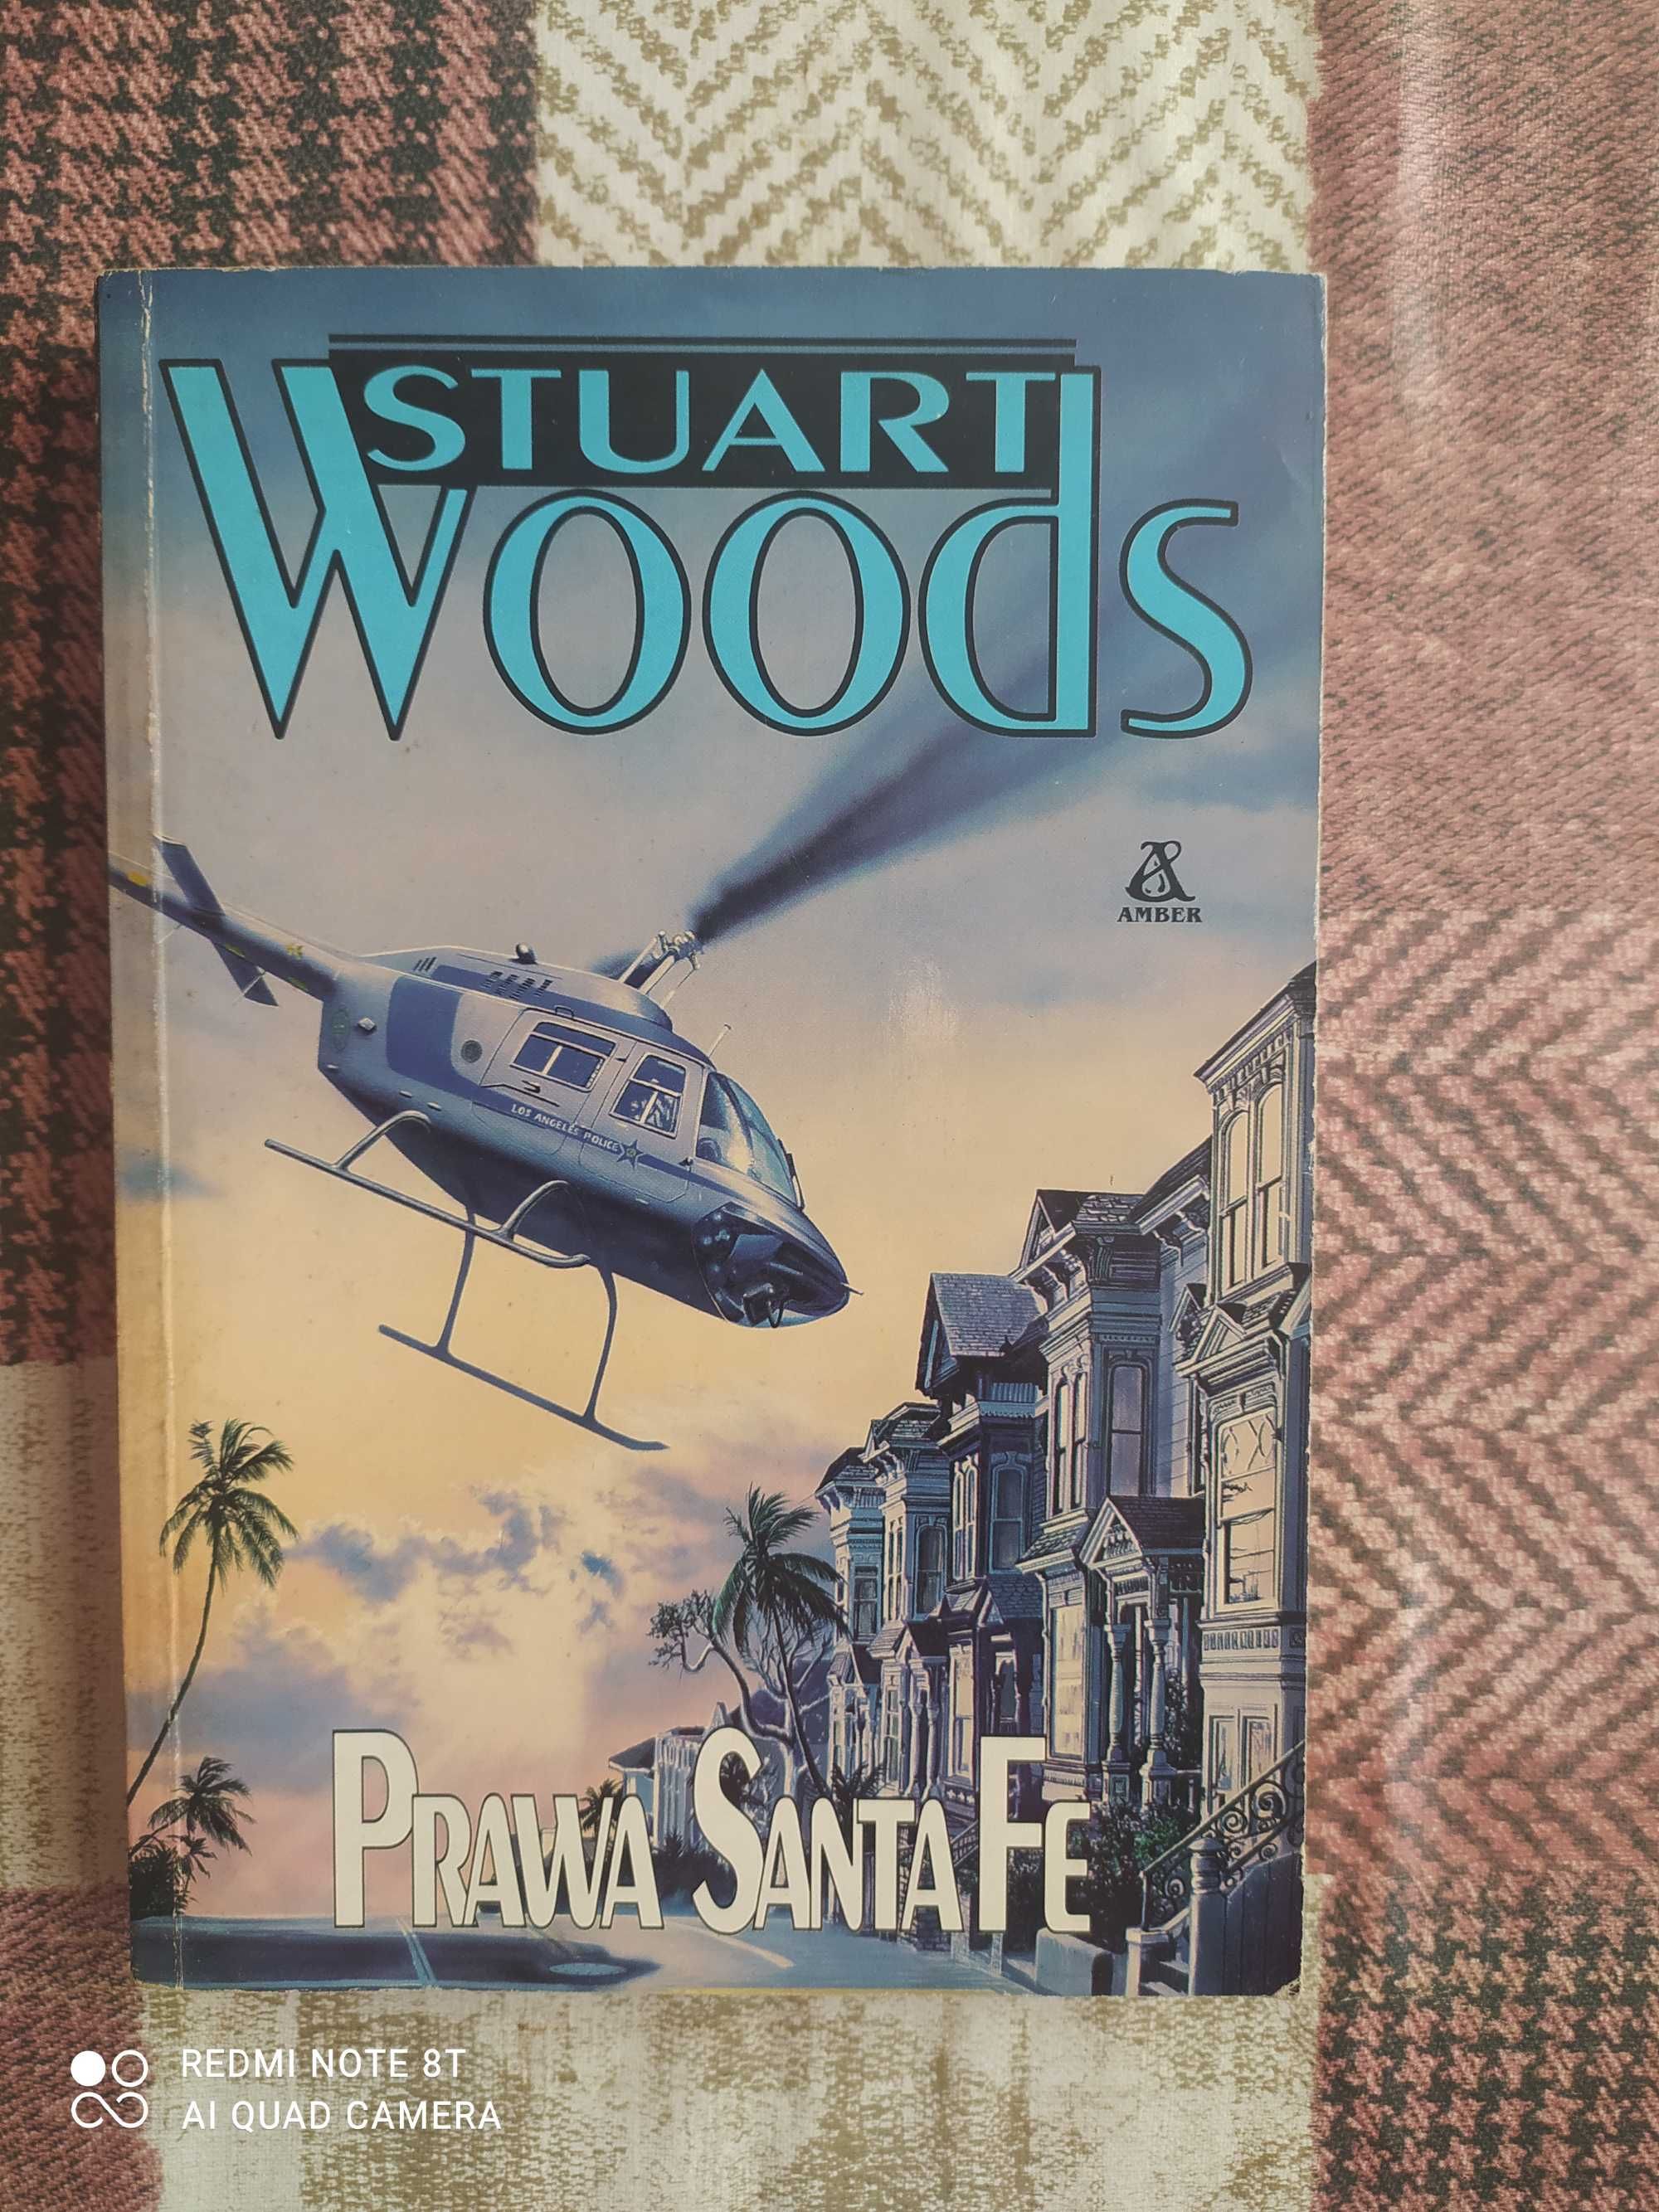 STUART
WOODS
AMBER
LOS ANGELES POLICE
PRAWA SANTA FE
REDMI NOTE 8T
AI QUAD CAMERA